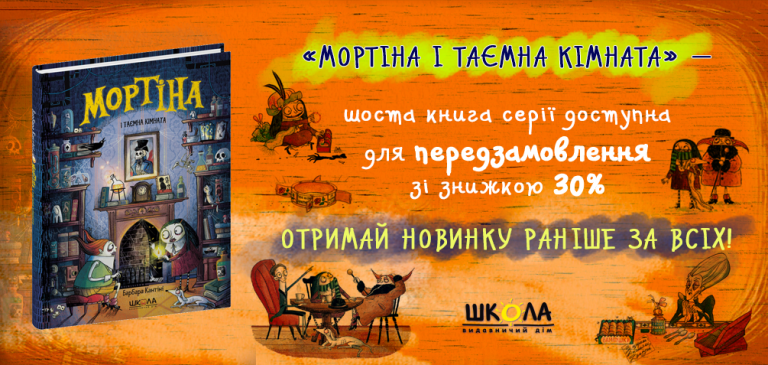 МОРТІНА
І ТАЄМНА КІМНАТА
Барбара Кантіні
ШКОЛА
«МОРТІНА І ТАЄМНА КІМНАТА» —
шоста книга серії доступна
для передзамовлення
зі знижкою 30%
ОТРИМАЙ НОВИНКУ РАНІШЕ ЗА ВСІХ!
ШКОЛА
ВИДАВНИЧИЙ ДІМ